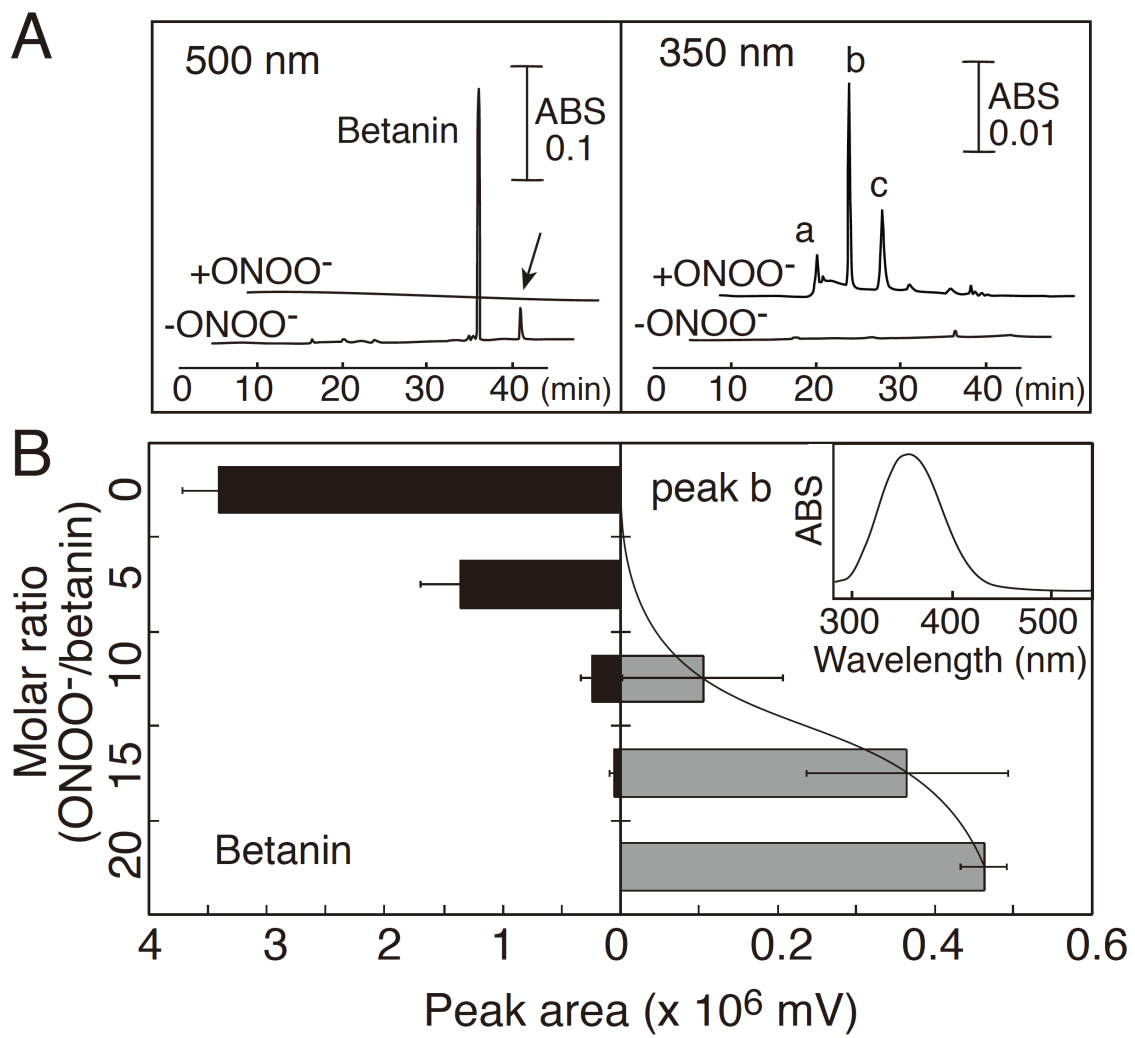 A
500 nm
Betanin
ABS
0.1
+ONOO⁻
-ONOO⁻
0 10 20 30 40 (min)
350 nm
a
b
c
ABS
0.01
+ONOO⁻
-ONOO⁻
0 10 20 30 40 (min)
B
Molar ratio
(ONOO⁻/betanin)
0
5
10
15
20
Betanin
peak b
ABS
300 400 500
Wavelength (nm)
4 3 2 1 0 0.2 0.4 0.6
Peak area (x 10⁶ mV)